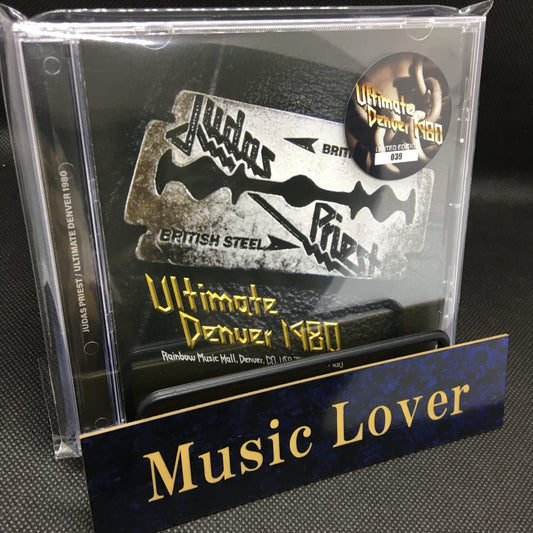 JUDAS PRIEST / ULTIMATE DENVER 1980
Judas
BRITI
Priest
BRITISH STEEL
Ultimate
Denver 1980
LIMITED EDITION
039
Ultimate
Denver 1980
Rainbow Music Hall, Denver, CO, USA
Music Lover